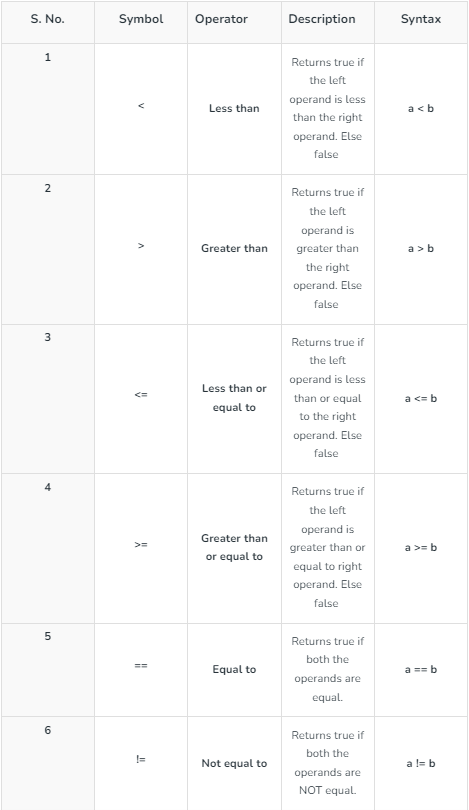 S. No. Symbol Operator Description Syntax
1
<
Less than
Returns true if
the left
operand is less
than the right
operand. Else
false
a < b
2
>
Greater than
Returns true if
the left
operand is
greater than
the right
operand. Else
false
a > b
3
<=
Less than or
equal to
Returns true if
the left
operand is less
than or equal
to the right
operand. Else
false
a <= b
4
>=
Greater than
or equal to
Returns true if
the left
operand is
greater than or
equal to right
operand. Else
false
a >= b
5
==
Equal to
Returns true if
both the
operands are
equal.
a == b
6
!=
Not equal to
Returns true if
both the
operands are
NOT equal.
a != b